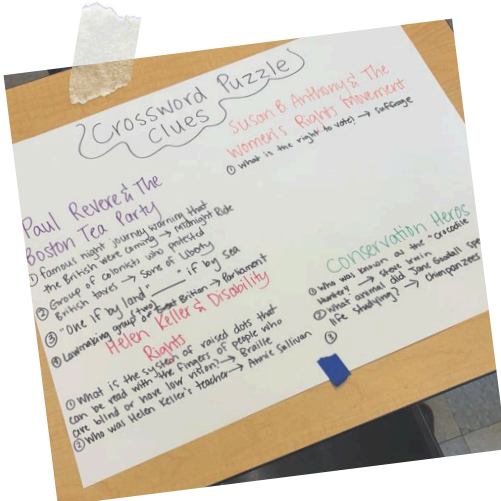 Crossword Puzzle
Clues
Susan B Anthony & The
Women's Rights Movement
① What is the right to vote? → suffrage
Paul Revere & The
Boston Tea Party
① Famous night journey warning that
the British were coming → Midnight Ride
② Group of colonists who protested
British taxes → Sons of Liberty
③ "One if by land" ____ if by sea
two
④ Lawmaking group of Britian → Parliament
Helen Keller & Disability
Rights
① What is the system of raised dots that
can be read with the fingers of people who
are blind or have low vision? → Braille
② Who was Helen Keller's teacher → Annie Sullivan
Conservation Heros
① Who was known as the "crocodile
Hunter? → Steve Irwin
② What animal did Jane Goodall spe
life studying? → chimpanzees
③